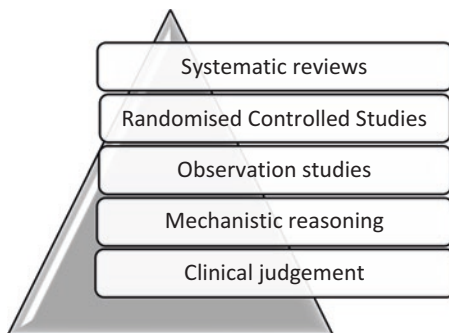 Systematic reviews
Randomised Controlled Studies
Observation studies
Mechanistic reasoning
Clinical judgement